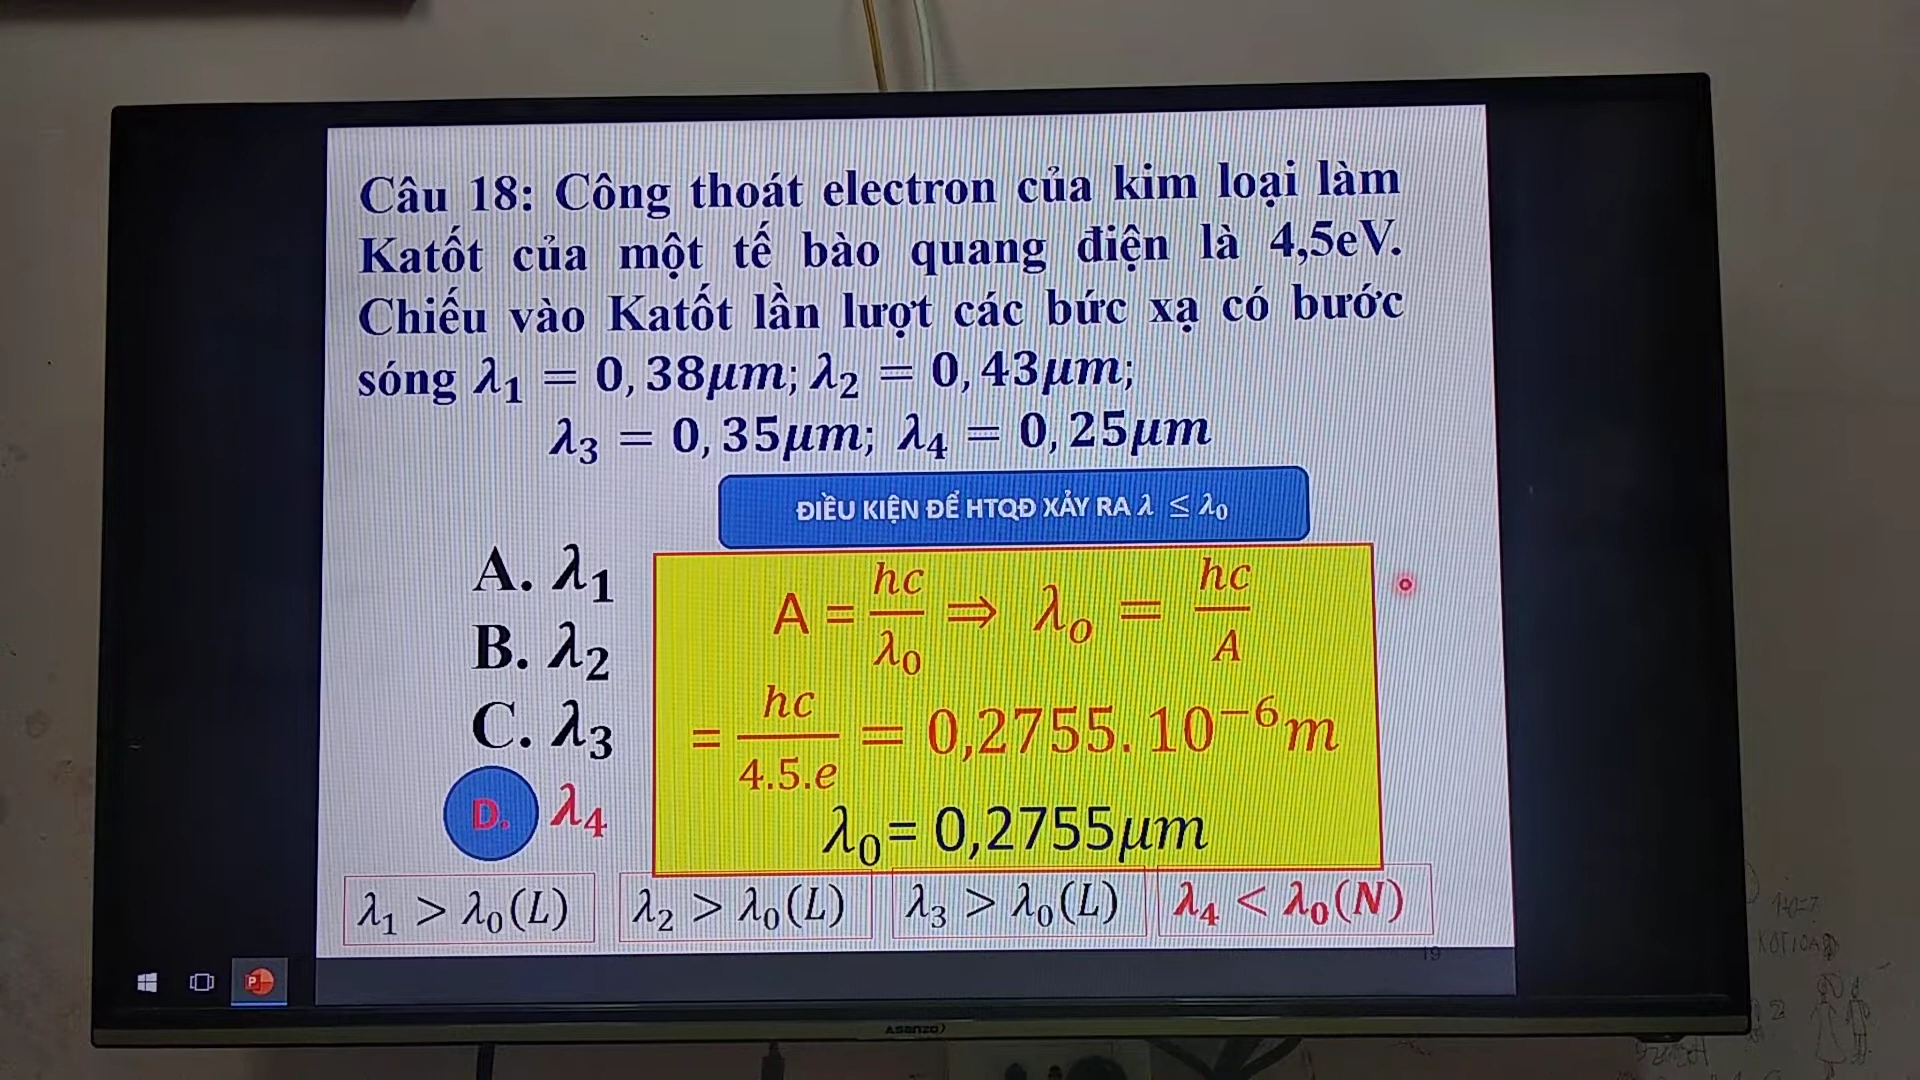 Câu 18: Công thoát electron của kim loại làm
Katốt của một tế bào quang điện là 4,5eV.
Chiếu vào Katốt lần lượt các bức xạ có bước
sóng λ₁ = 0,38μm; λ₂ = 0,43μm;
λ₃ = 0,35μm; λ₄ = 0,25μm
ĐIỀU KIỆN ĐỂ HTQĐ XẢY RA λ ≤ λ₀
A. λ₁
B. λ₂
C. λ₃
D. λ₄
A = hc/λ₀ ⇒ λₒ = hc/A
= hc/4.5.e = 0,2755.10⁻⁶m
λ₀= 0,2755μm
λ₁ > λ₀(L) λ₂ > λ₀(L) λ₃ > λ₀(L) λ₄ < λ₀(N)
19
P
Asanzo